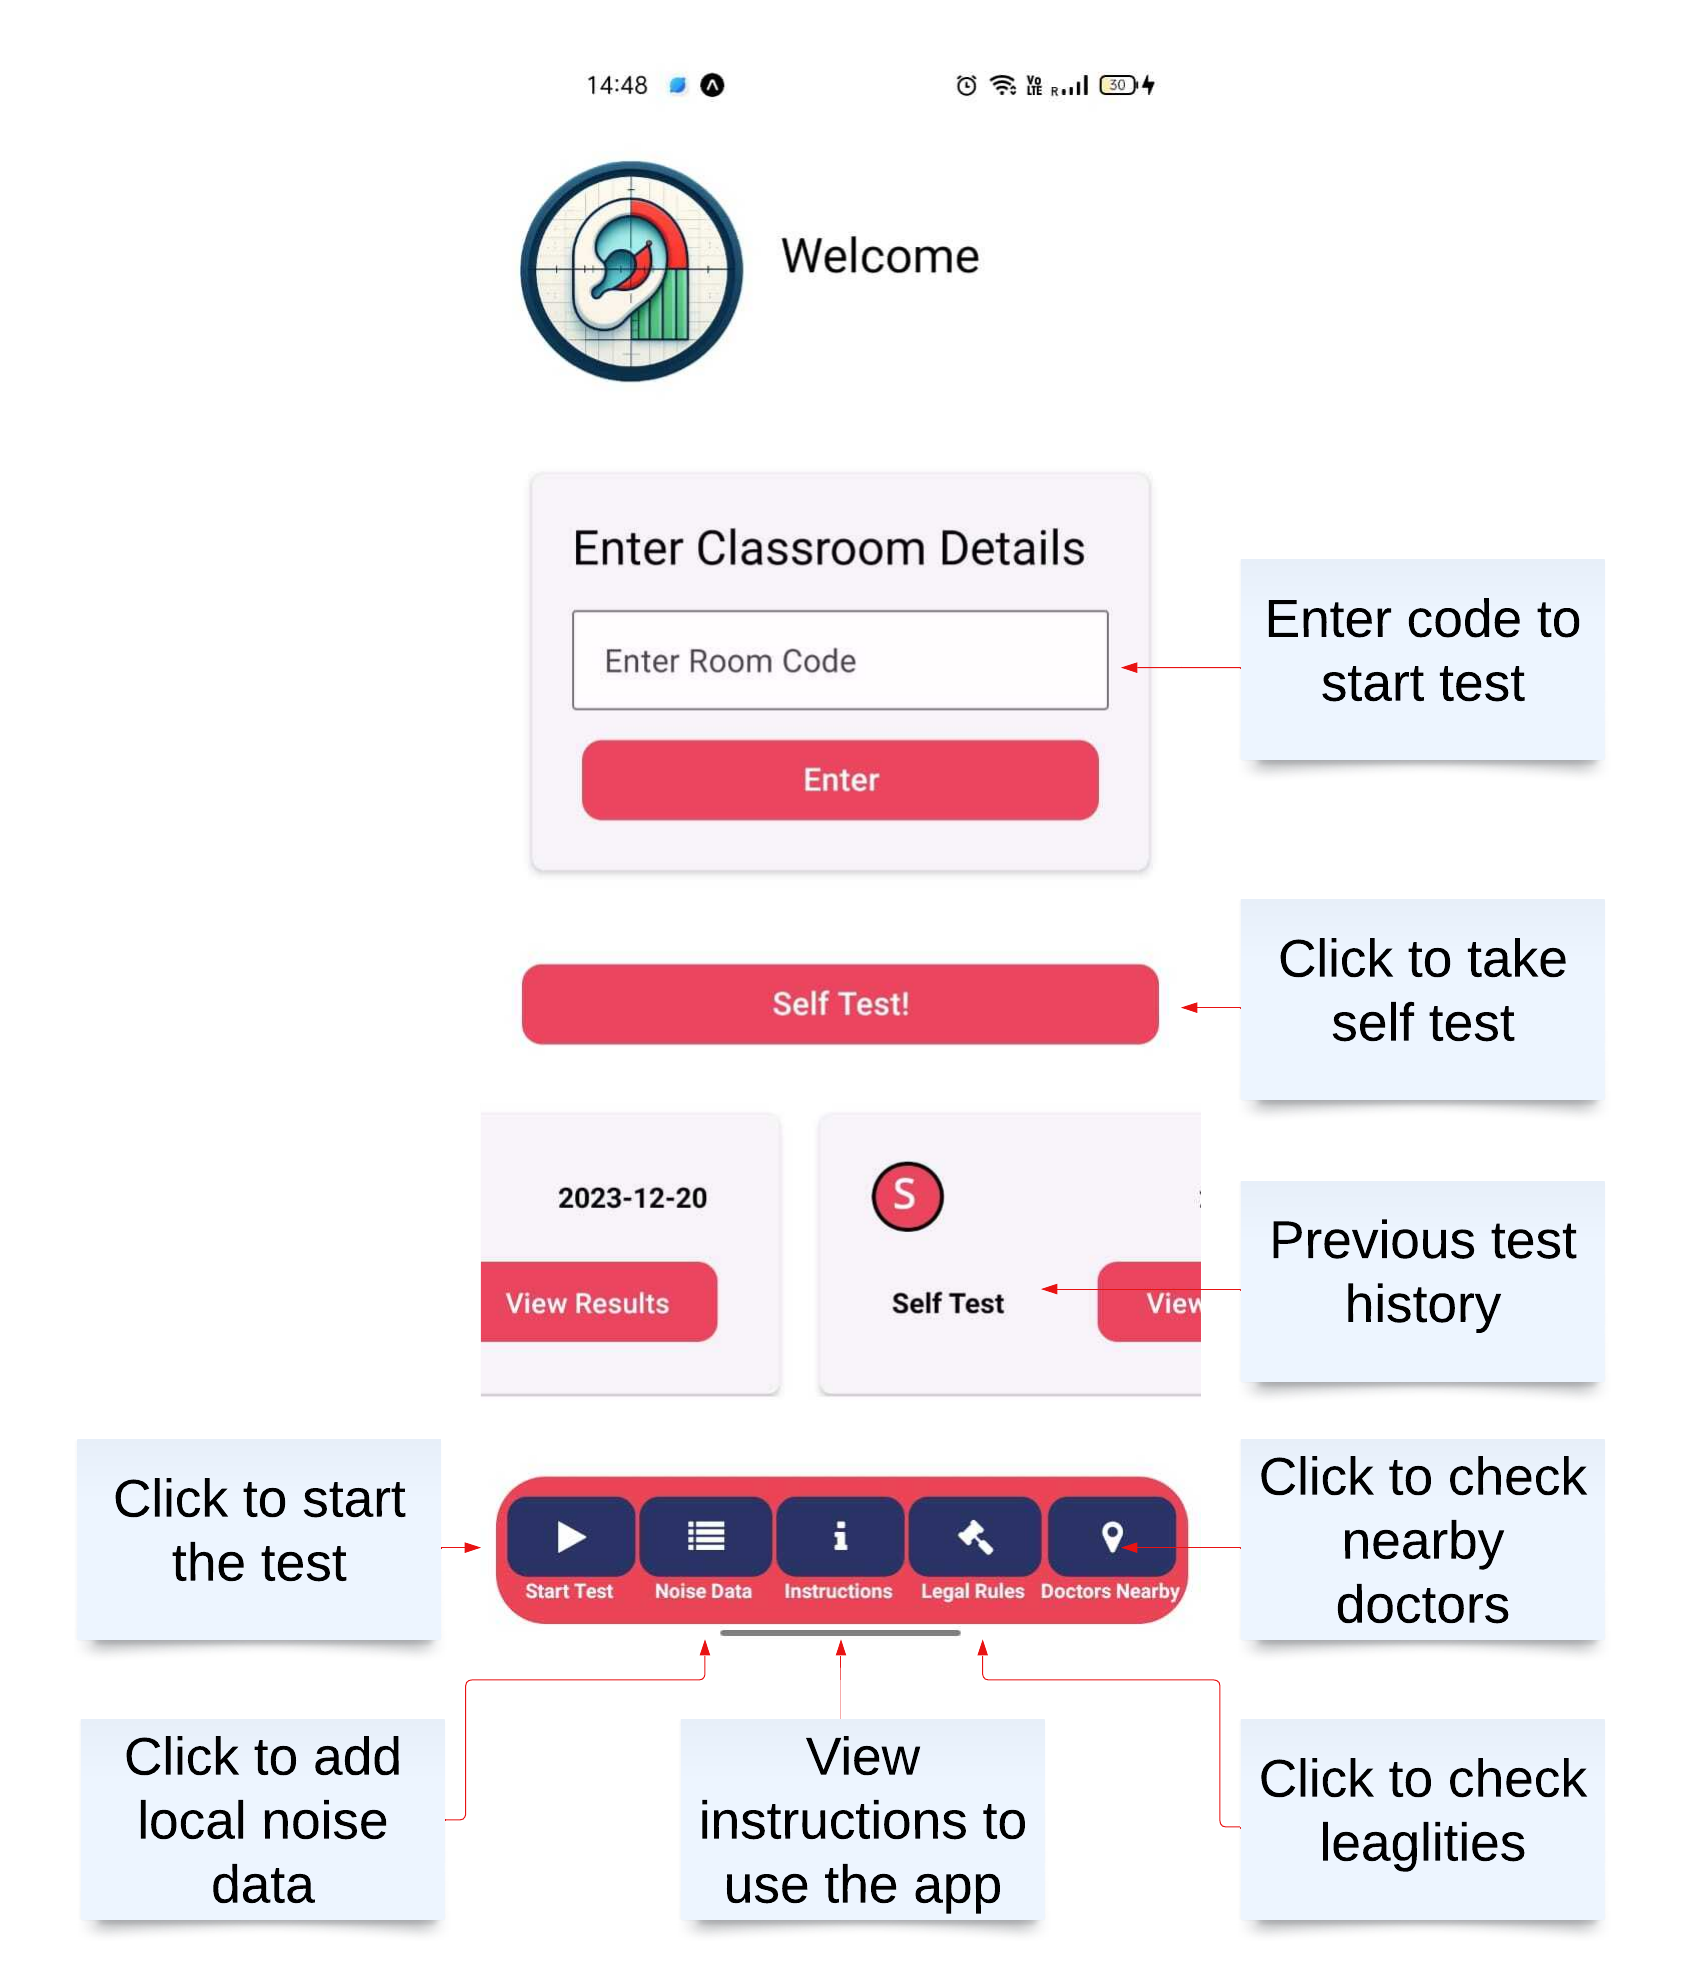 14:48
Vo
LTE
R
30
Welcome
Enter Classroom Details
Enter Room Code
Enter
Enter code to
start test
Self Test!
Click to take
self test
2023-12-20
S
View Results
Self Test
View
Previous test
history
Click to start
the test
Start Test
Noise Data
Instructions
Legal Rules
Doctors Nearby
Click to check
nearby
doctors
Click to add
local noise
data
View
instructions to
use the app
Click to check
leaglities